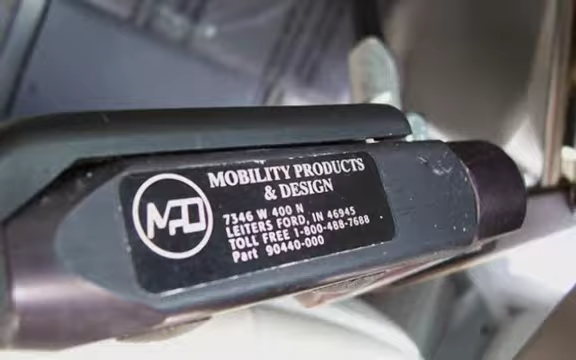 MPD
MOBILITY PRODUCTS
& DESIGN
7346 W 400 N
LEITERS FORD, IN 46945
TOLL FREE 1-800-488-7688
Part 90440-000